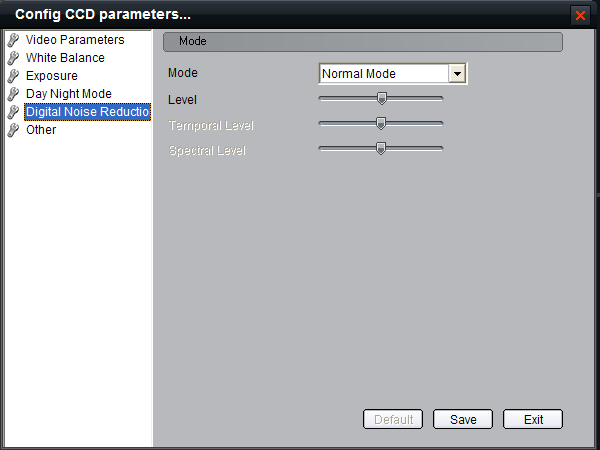 Config CCD parameters...
Video Parameters
White Balance
Exposure
Day Night Mode
Digital Noise Reductio
Other
Mode
Mode
Normal Mode
Level
Temporal Level
Spectral Level
Default
Save
Exit